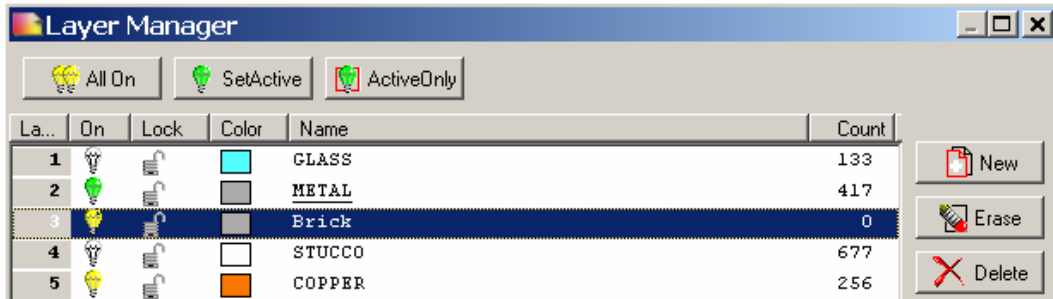 Layer Manager
All On SetActive ActiveOnly
La... On Lock Color Name Count
1 GLASS 133
2 METAL 417
3 Brick 0
4 STUCCO 677
5 COPPER 256
New
Erase
Delete